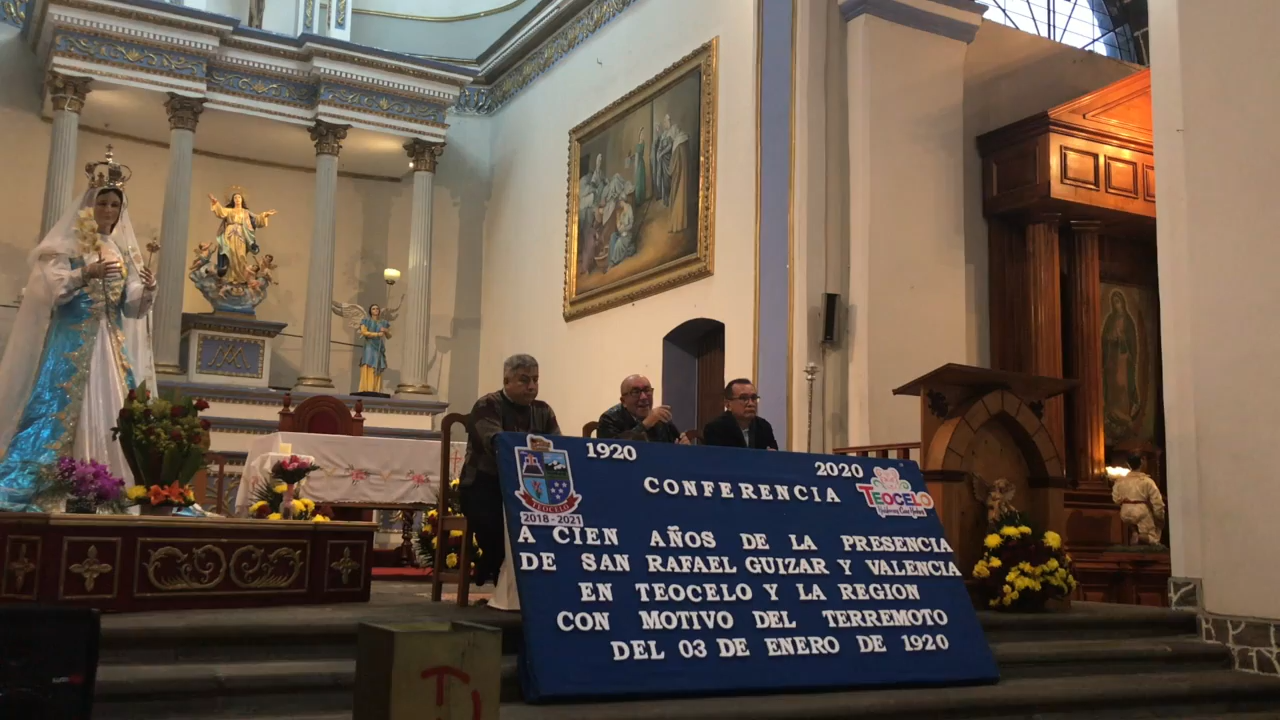 1920
2020
CONFERENCIA
TEOCELO
TEOCELO
2018 - 2021
A CIEN AÑOS DE LA PRESENCIA
DE SAN RAFAEL GUIZAR Y VALENCIA
EN TEOCELO Y LA REGION
CON MOTIVO DEL TERREMOTO
DEL 03 DE ENERO DE 1920